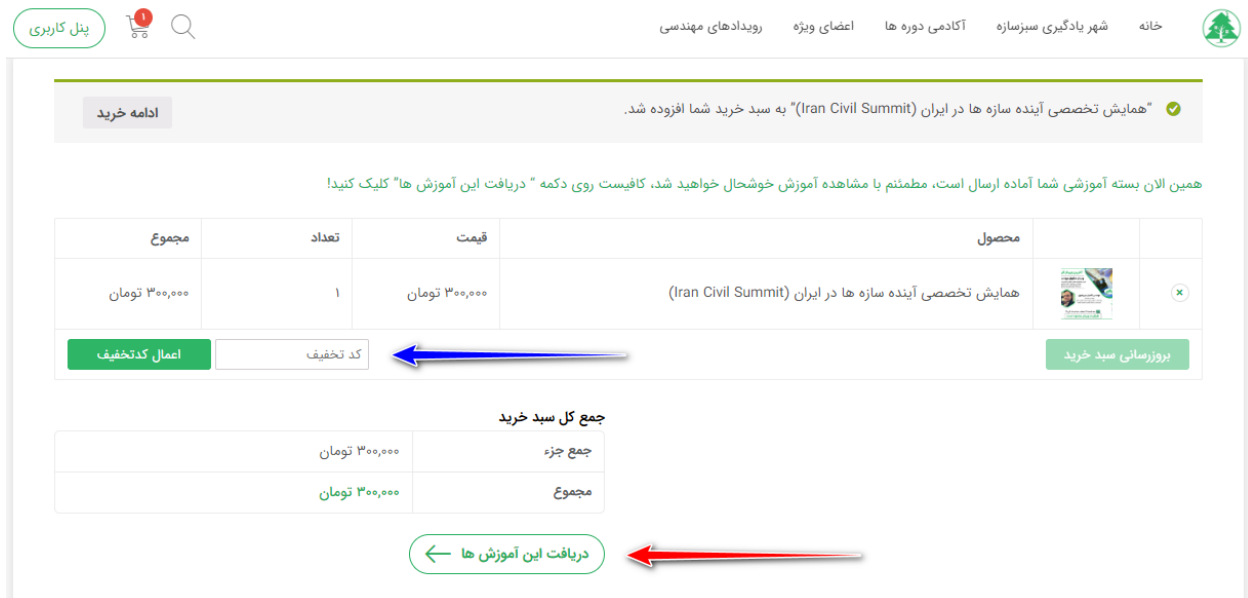 خانه
شهر یادگیری سبزسازه
آکادمی دوره ها
اعضای ویژه
رویدادهای مهندسی
۱
پنل کاربری
"همایش تخصصی آینده سازه ها در ایران (Iran Civil Summit)" به سبد خرید شما افزوده شد.
ادامه خرید
همین الان بسته آموزشی شما آماده ارسال است، مطمئنم با مشاهده آموزش خوشحال خواهید شد، کافیست روی دکمه " دریافت این آموزش ها" کلیک کنید!
محصول قیمت تعداد مجموع
× همایش تخصصی آینده سازه ها در ایران (Iran Civil Summit) ۳۰۰,۰۰۰ تومان ۱ ۳۰۰,۰۰۰ تومان
بروزرسانی سبد خرید کد تخفیف اعمال کدتخفیف
جمع کل سبد خرید
جمع جزء ۳۰۰,۰۰۰ تومان
مجموع ۳۰۰,۰۰۰ تومان
دریافت این آموزش ها